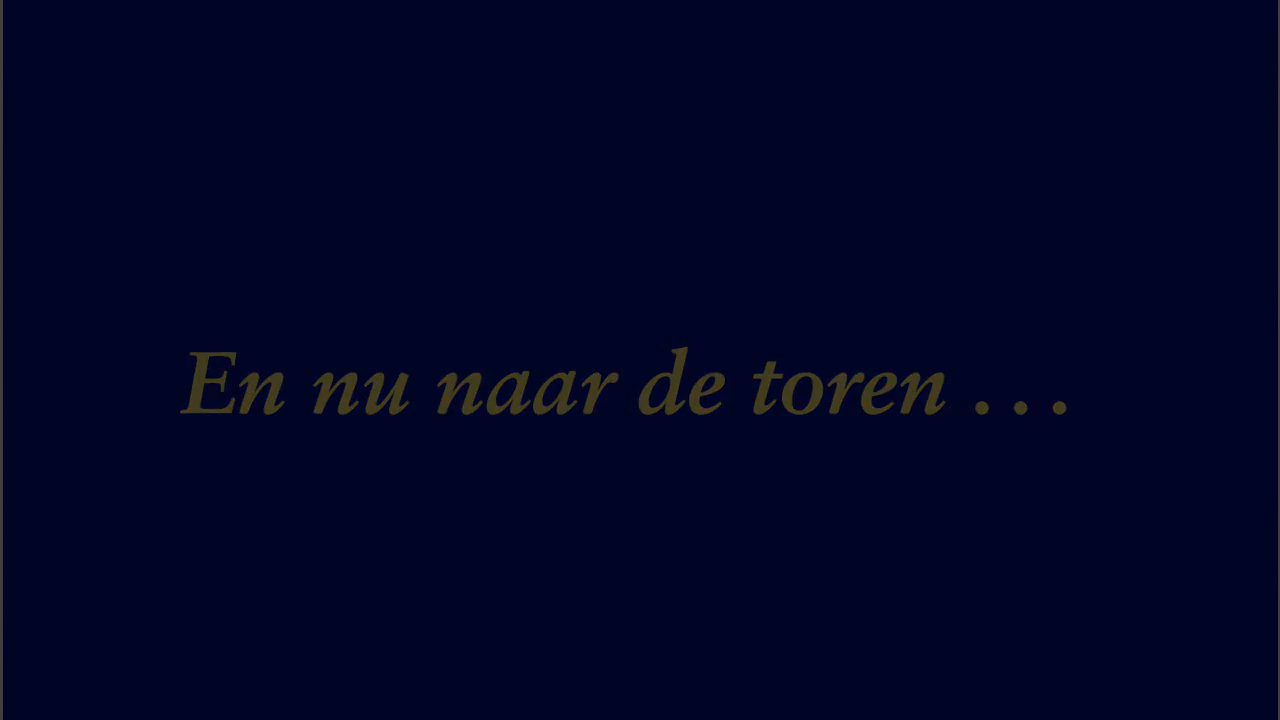 En nu naar de toren . . .